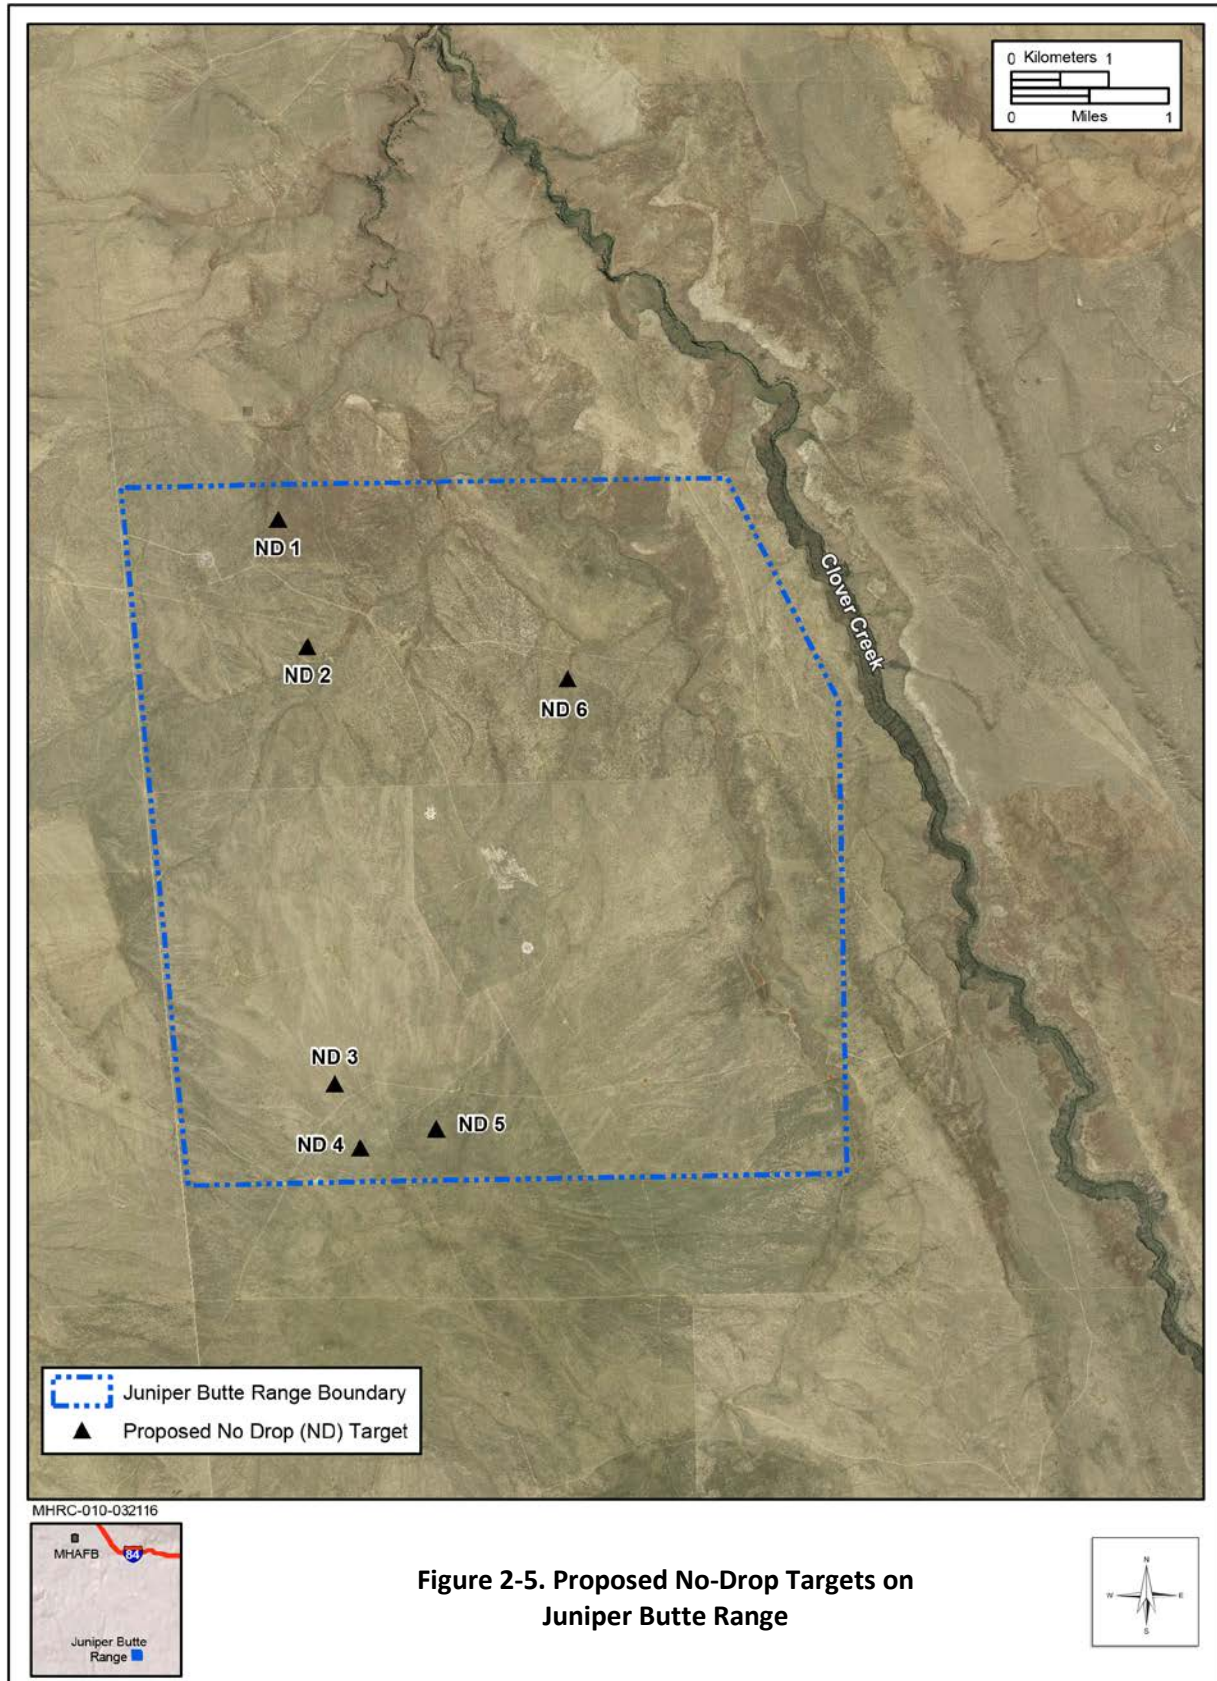 0 Kilometers 1
0 Miles 1
Clover Creek
ND 1
ND 2
ND 6
ND 3
ND 4
ND 5
Juniper Butte Range Boundary
Proposed No Drop (ND) Target
MHRC-010-032116
MHAFB
84
Juniper Butte
Range
Figure 2-5. Proposed No-Drop Targets on
Juniper Butte Range
N
W E
S